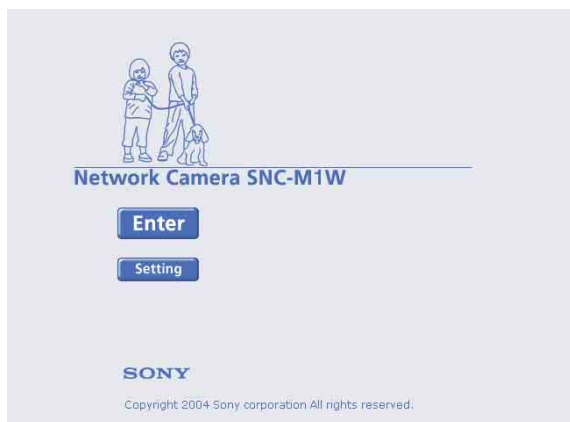 Network Camera SNC-M1W
Enter
Setting
SONY
Copyright 2004 Sony corporation All rights reserved.